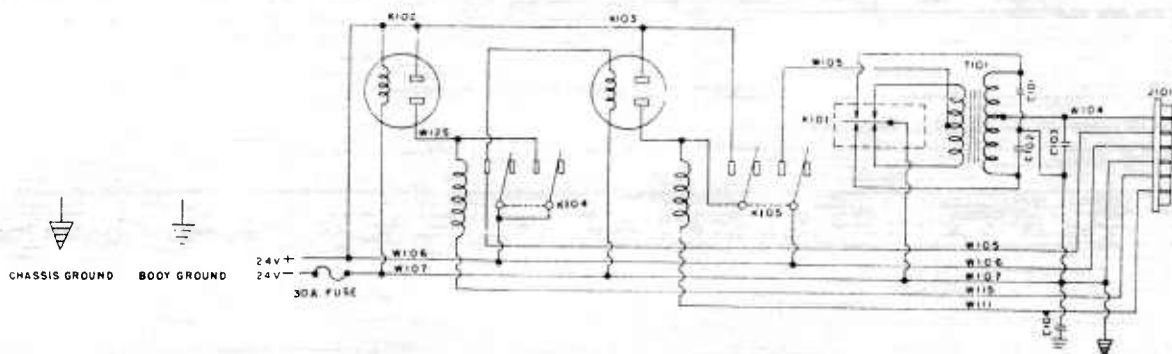 K102
K103
W105
T101
C101
J101
W104
K101
C102
C103
W125
K104
K105
W105
24V +
W106
W106
CHASSIS GROUND
BODY GROUND
24V −
W107
W107
30A. FUSE
W115
W111
C104